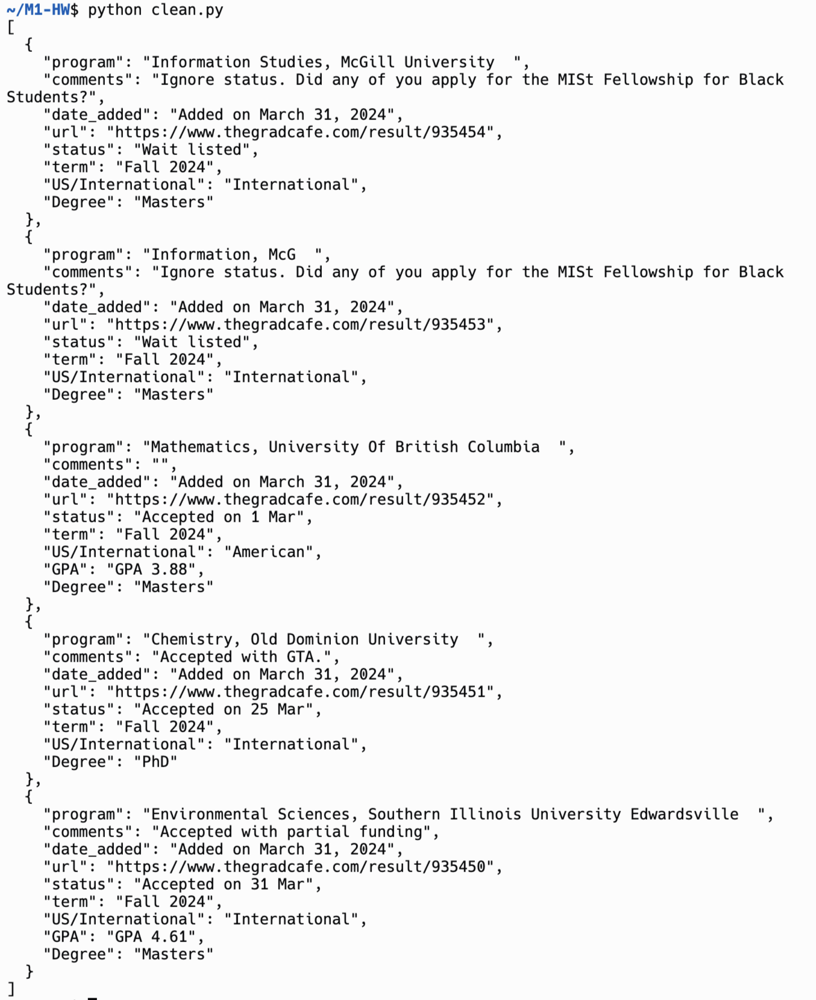 ~/M1-HW$ python clean.py
[
  {
    "program": "Information Studies, McGill University  ",
    "comments": "Ignore status. Did any of you apply for the MISt Fellowship for Black
Students?",
    "date_added": "Added on March 31, 2024",
    "url": "https://www.thegradcafe.com/result/935454",
    "status": "Wait listed",
    "term": "Fall 2024",
    "US/International": "International",
    "Degree": "Masters"
  },
  {
    "program": "Information, McG  ",
    "comments": "Ignore status. Did any of you apply for the MISt Fellowship for Black
Students?",
    "date_added": "Added on March 31, 2024",
    "url": "https://www.thegradcafe.com/result/935453",
    "status": "Wait listed",
    "term": "Fall 2024",
    "US/International": "International",
    "Degree": "Masters"
  },
  {
    "program": "Mathematics, University Of British Columbia  ",
    "comments": "",
    "date_added": "Added on March 31, 2024",
    "url": "https://www.thegradcafe.com/result/935452",
    "status": "Accepted on 1 Mar",
    "term": "Fall 2024",
    "US/International": "American",
    "GPA": "GPA 3.88",
    "Degree": "Masters"
  },
  {
    "program": "Chemistry, Old Dominion University  ",
    "comments": "Accepted with GTA.",
    "date_added": "Added on March 31, 2024",
    "url": "https://www.thegradcafe.com/result/935451",
    "status": "Accepted on 25 Mar",
    "term": "Fall 2024",
    "US/International": "International",
    "Degree": "PhD"
  },
  {
    "program": "Environmental Sciences, Southern Illinois University Edwardsville  ",
    "comments": "Accepted with partial funding",
    "date_added": "Added on March 31, 2024",
    "url": "https://www.thegradcafe.com/result/935450",
    "status": "Accepted on 31 Mar",
    "term": "Fall 2024",
    "US/International": "International",
    "GPA": "GPA 4.61",
    "Degree": "Masters"
  }
]